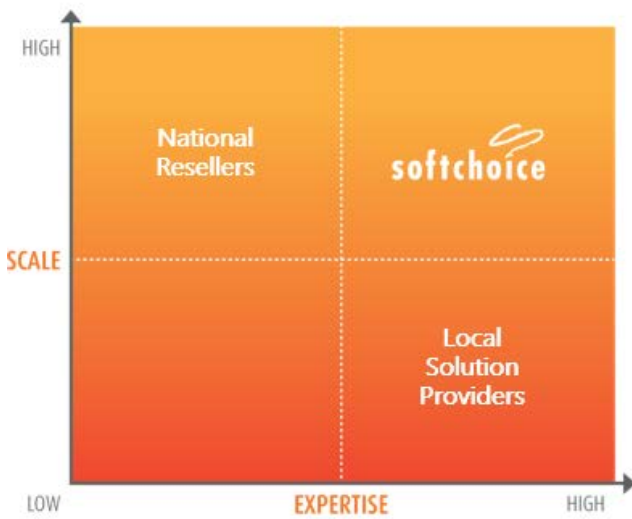 HIGH
National
Resellers
softchoice
SCALE
Local
Solution
Providers
LOW
EXPERTISE
HIGH